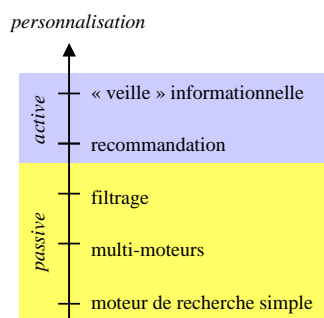 personnalisation
active
« veille » informationnelle
recommandation
passive
filtrage
multi-moteurs
moteur de recherche simple